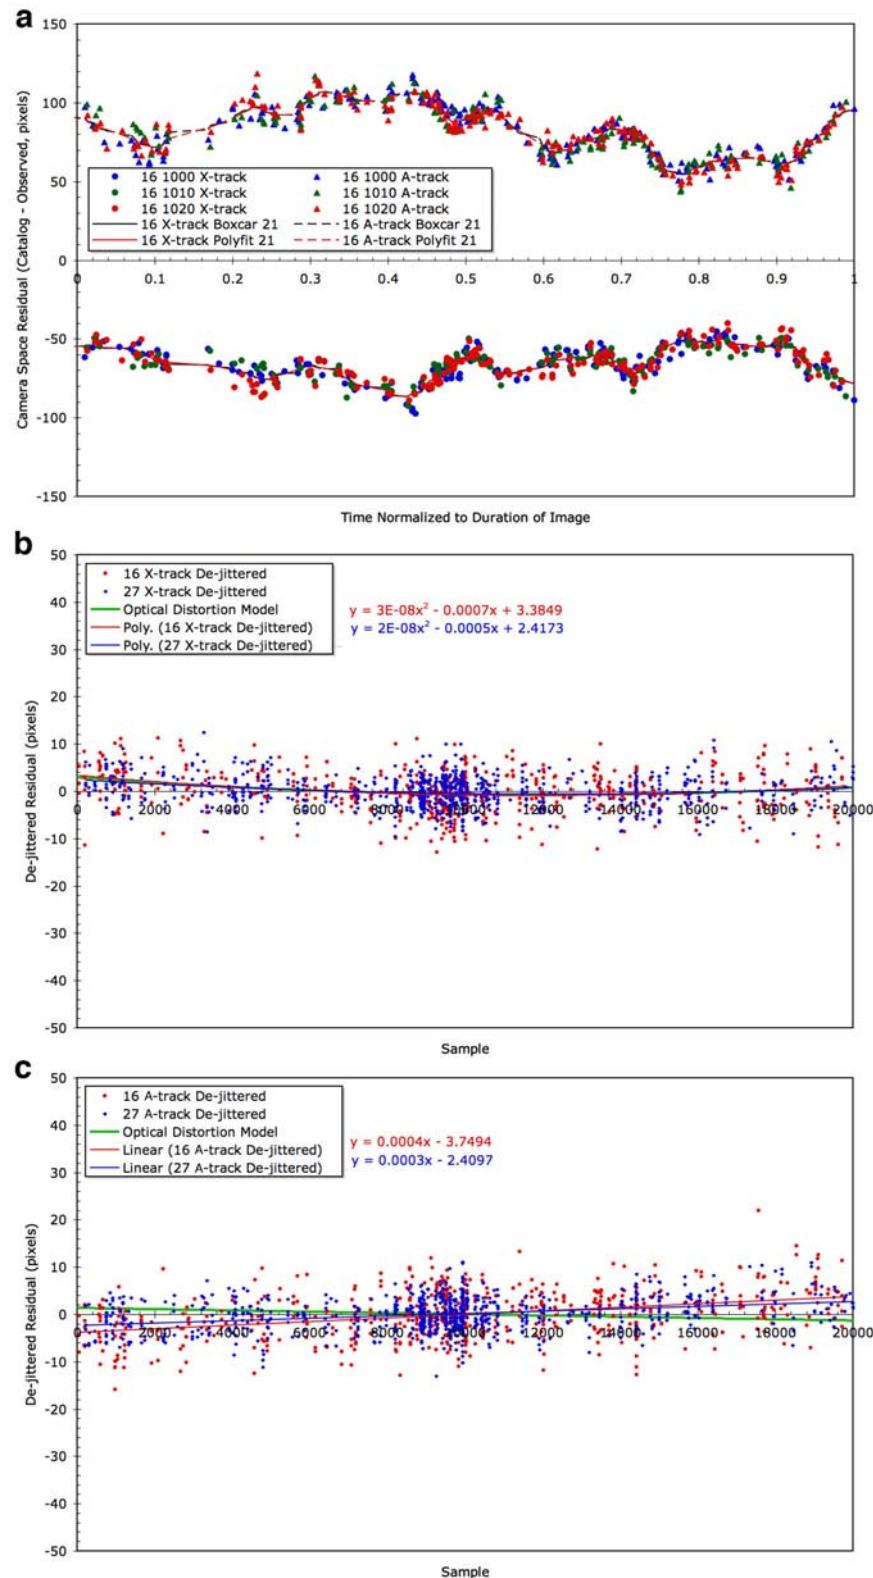 a
150
100
50
0
-50
-100
-150
Camera Space Residual (Catalog - Observed, pixels)
16 1000 X-track
16 1010 X-track
16 1020 X-track
16 X-track Boxcar 21
16 X-track Polyfit 21
16 1000 A-track
16 1010 A-track
16 1020 A-track
16 A-track Boxcar 21
16 A-track Polyfit 21
0 0.1 0.2 0.3 0.4 0.5 0.6 0.7 0.8 0.9 1
Time Normalized to Duration of Image
b
50
40
30
20
10
0
-10
-20
-30
-40
-50
De-jittered Residual (pixels)
16 X-track De-jittered
27 X-track De-jittered
Optical Distortion Model
Poly. (16 X-track De-jittered)
Poly. (27 X-track De-jittered)
y = 3E-08x² - 0.0007x + 3.3849
y = 2E-08x² - 0.0005x + 2.4173
0 2000 4000 6000 8000 10000 12000 14000 16000 18000 20000
Sample
c
50
40
30
20
10
0
-10
-20
-30
-40
-50
De-jittered Residual (pixels)
16 A-track De-jittered
27 A-track De-jittered
Optical Distortion Model
Linear (16 A-track De-jittered)
Linear (27 A-track De-jittered)
y = 0.0004x - 3.7494
y = 0.0003x - 2.4097
0 2000 4000 6000 8000 10000 12000 14000 16000 18000 20000
Sample